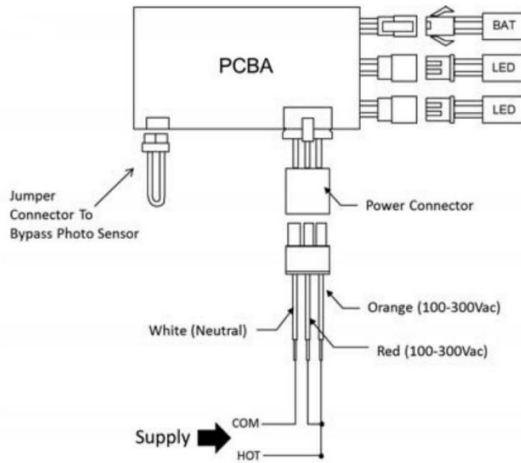 PCBA
BAT
LED
LED
Jumper
Connector To
Bypass Photo Sensor
Power Connector
Orange (100-300Vac)
White (Neutral)
Red (100-300Vac)
COM
Supply
HOT